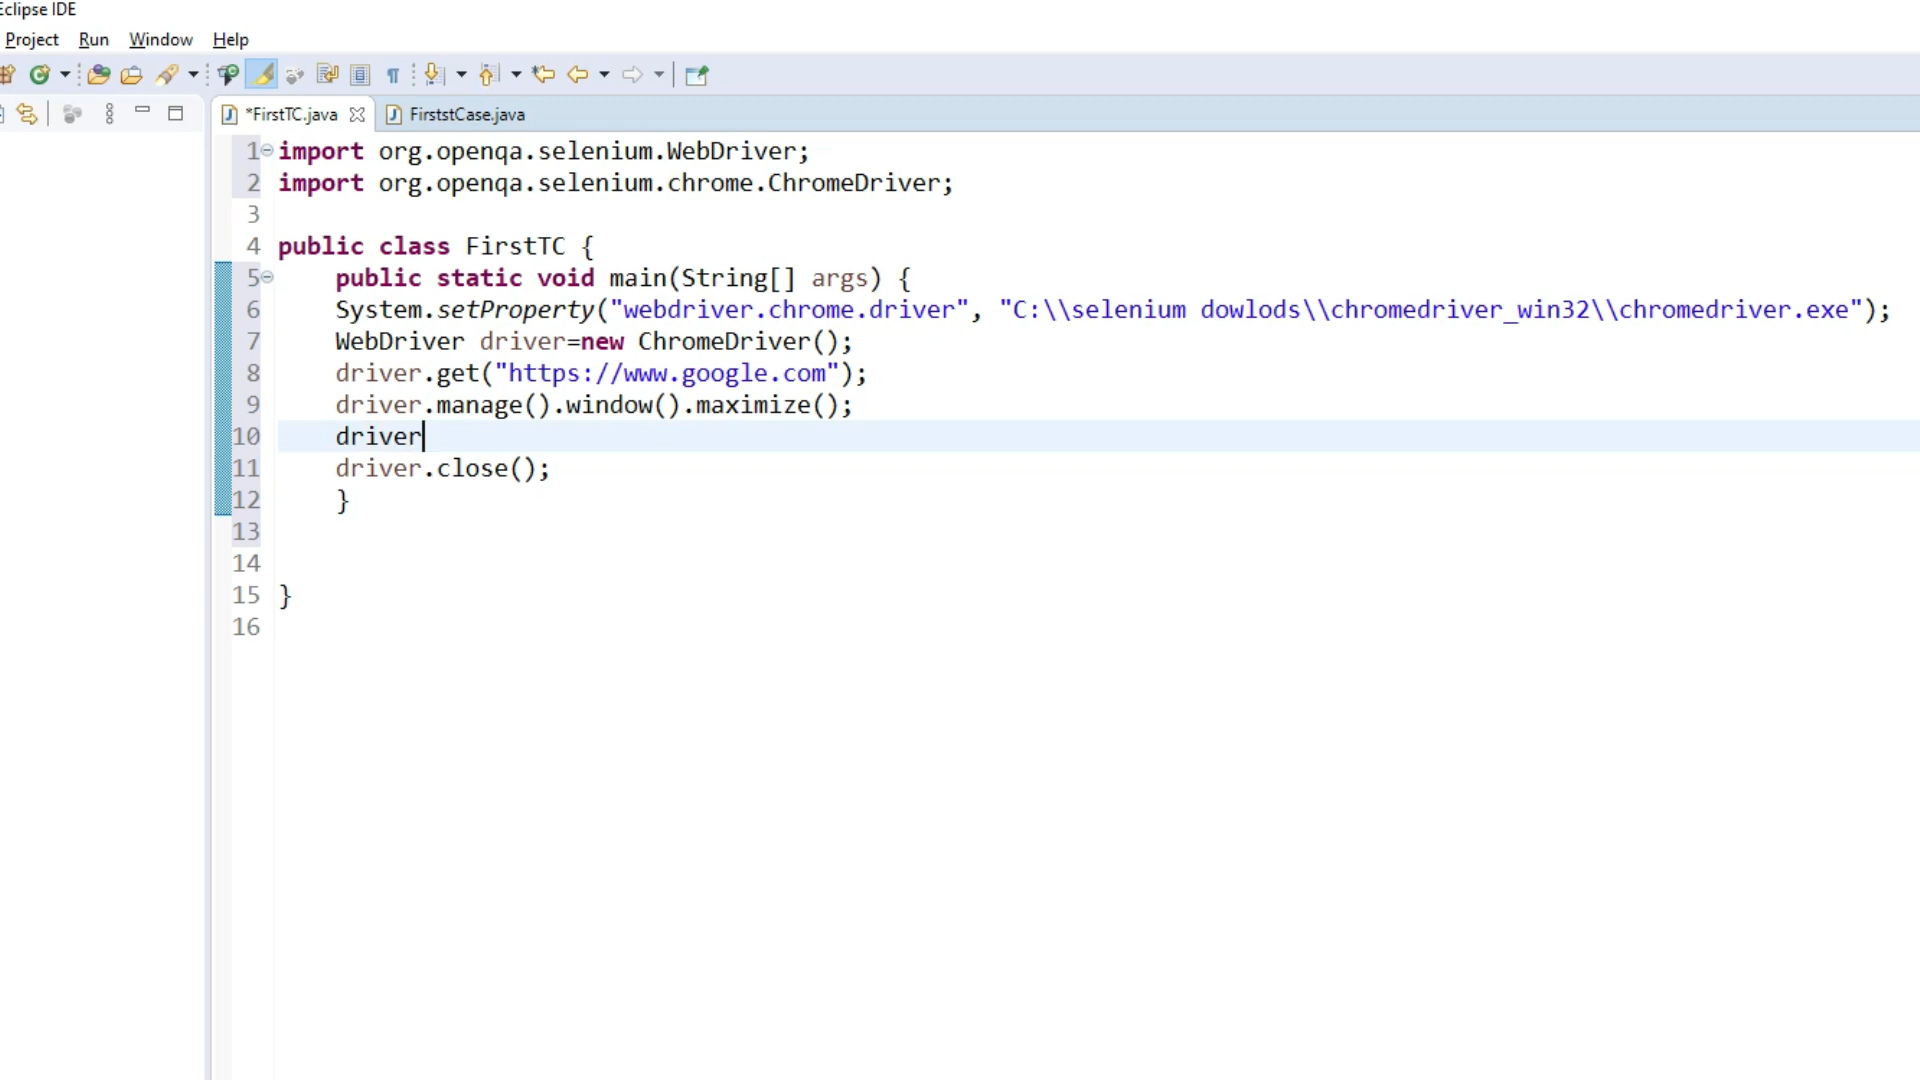 Eclipse IDE
Project Run Window Help
*FirstTC.java FirststCase.java
1 import org.openqa.selenium.WebDriver;
2 import org.openqa.selenium.chrome.ChromeDriver;
3
4 public class FirstTC {
5 public static void main(String[] args) {
6 System.setProperty("webdriver.chrome.driver", "C:\\selenium dowlods\\chromedriver_win32\\chromedriver.exe");
7 WebDriver driver=new ChromeDriver();
8 driver.get("https://www.google.com");
9 driver.manage().window().maximize();
10 driver
11 driver.close();
12 }
13
14
15 }
16